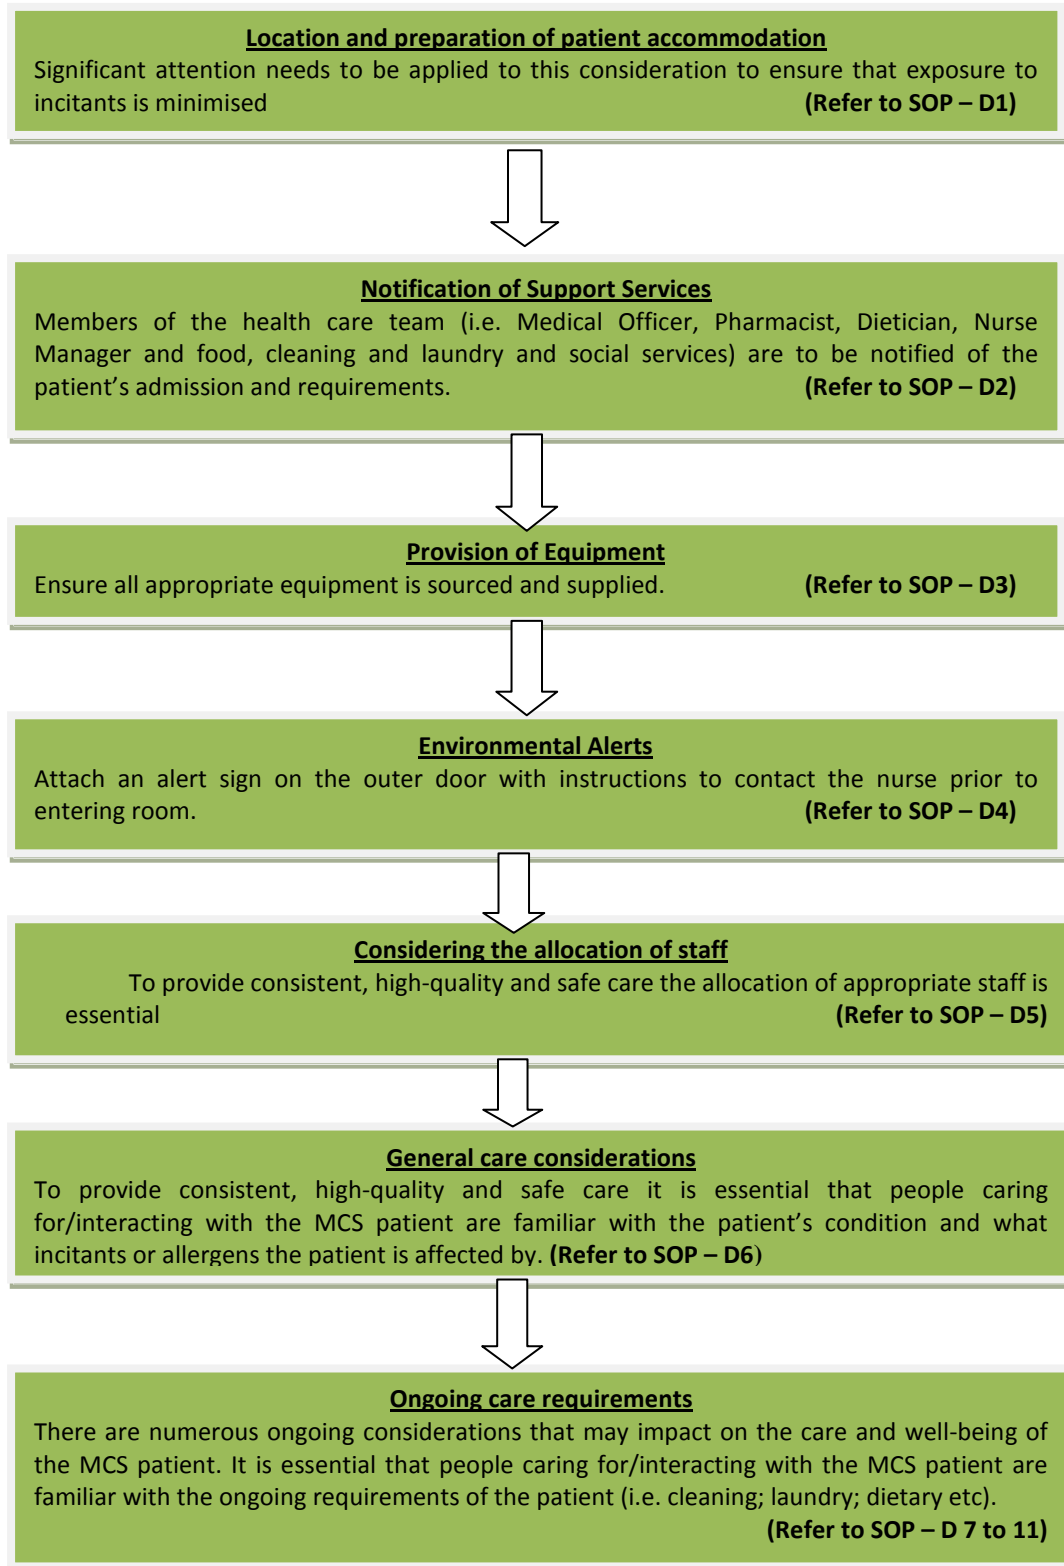 Location and preparation of patient accommodation
Significant attention needs to be applied to this consideration to ensure that exposure to
incitants is minimised (Refer to SOP – D1)
Notification of Support Services
Members of the health care team (i.e. Medical Officer, Pharmacist, Dietician, Nurse
Manager and food, cleaning and laundry and social services) are to be notified of the
patient’s admission and requirements. (Refer to SOP – D2)
Provision of Equipment
Ensure all appropriate equipment is sourced and supplied. (Refer to SOP – D3)
Environmental Alerts
Attach an alert sign on the outer door with instructions to contact the nurse prior to
entering room. (Refer to SOP – D4)
Considering the allocation of staff
To provide consistent, high-quality and safe care the allocation of appropriate staff is
essential (Refer to SOP – D5)
General care considerations
To provide consistent, high-quality and safe care it is essential that people caring
for/interacting with the MCS patient are familiar with the patient’s condition and what
incitants or allergens the patient is affected by. (Refer to SOP – D6)
Ongoing care requirements
There are numerous ongoing considerations that may impact on the care and well-being of
the MCS patient. It is essential that people caring for/interacting with the MCS patient are
familiar with the ongoing requirements of the patient (i.e. cleaning; laundry; dietary etc).
(Refer to SOP – D 7 to 11)